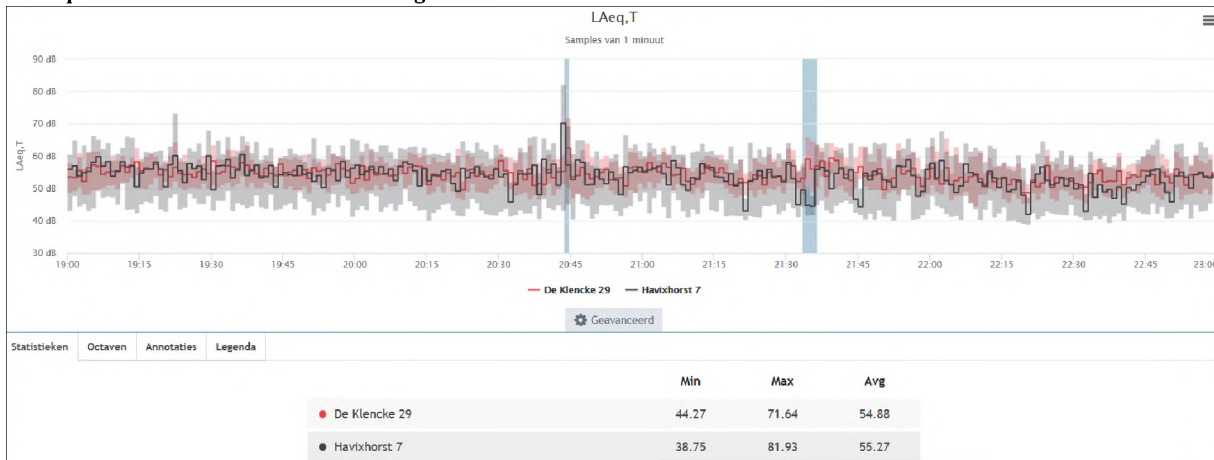 LAeq,T
Samples van 1 minuut
90 dB
80 dB
70 dB
60 dB
50 dB
40 dB
30 dB
LAeq,T
19:00 19:15 19:30 19:45 20:00 20:15 20:30 20:45 21:00 21:15 21:30 21:45 22:00 22:15 22:30 22:45 23:00
De Klencke 29 Havixhorst 7
Geavanceerd
Statistieken Octaven Annotaties Legenda
Min Max Avg
De Klencke 29 44.27 71.64 54.88
Havixhorst 7 38.75 81.93 55.27